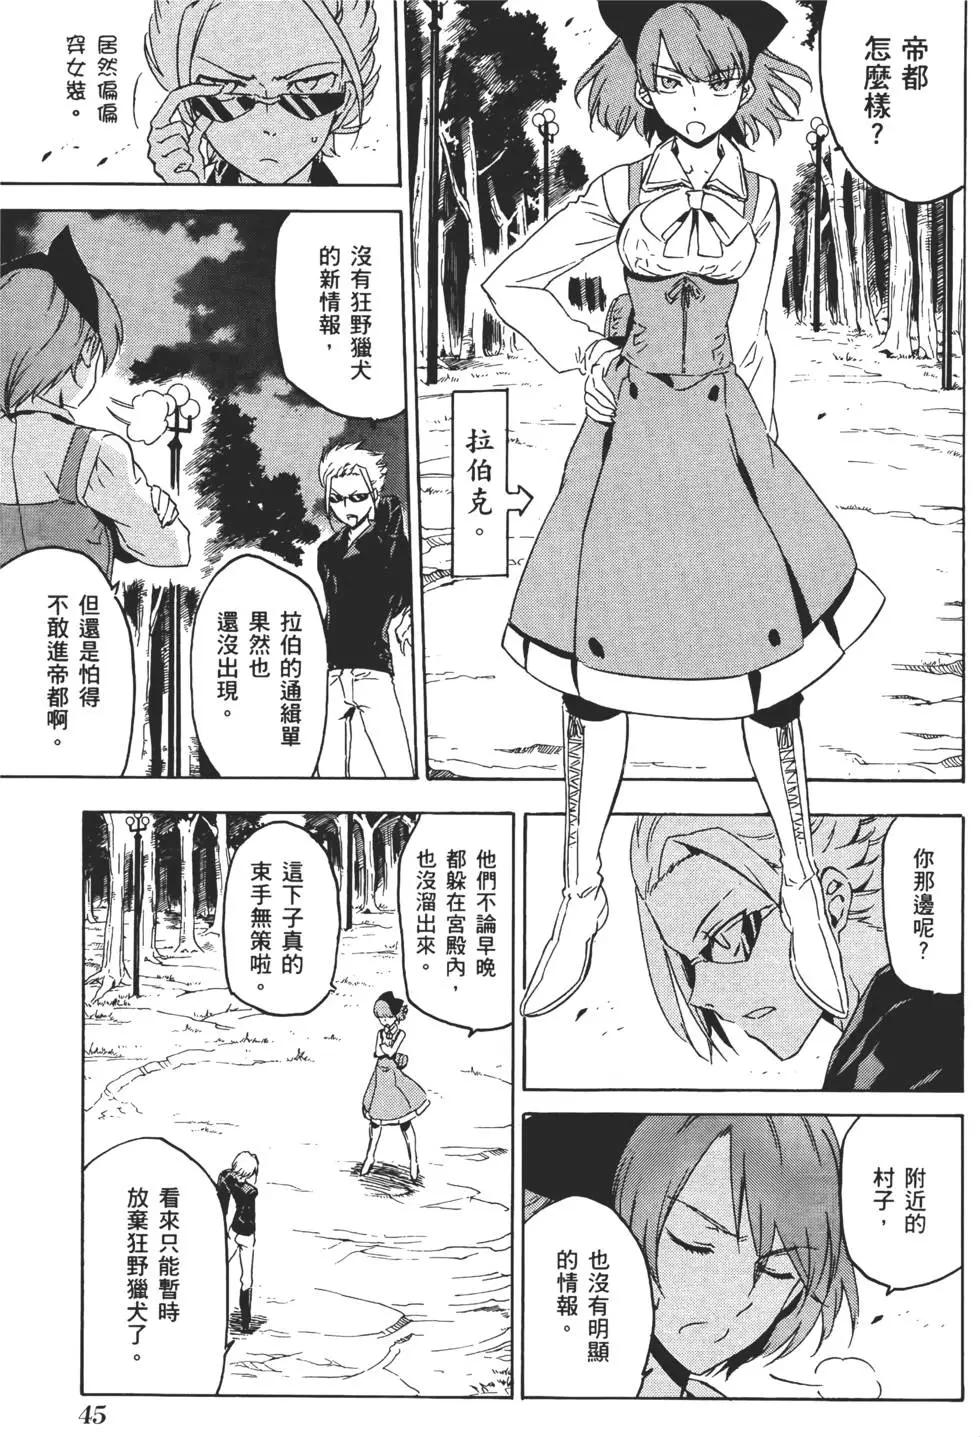 帝都
怎麼樣？
拉伯克。
居然偏偏
穿女裝。
沒有狂野獵犬
的新情報，
拉伯的通緝單
果然也
還沒出現。
但還是怕得
不敢進帝都啊。
你那邊呢？
附近的
村子，
也沒有明顯
的情報。
他們不論早晚
都躲在宮殿內，
也沒溜出來。
這下子真的
束手無策啦。
看來只能暫時
放棄狂野獵犬了。
45